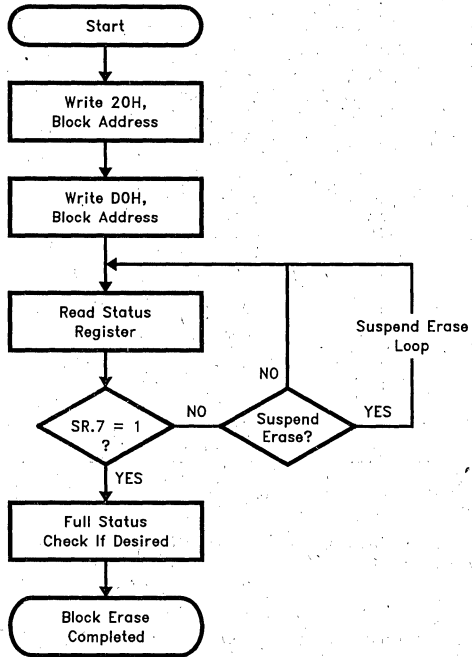 Start
Write 20H,
Block Address
Write D0H,
Block Address
Read Status
Register
Suspend Erase
Loop
NO
SR.7 = 1
?
NO
Suspend
Erase?
YES
YES
Full Status
Check If Desired
Block Erase
Completed